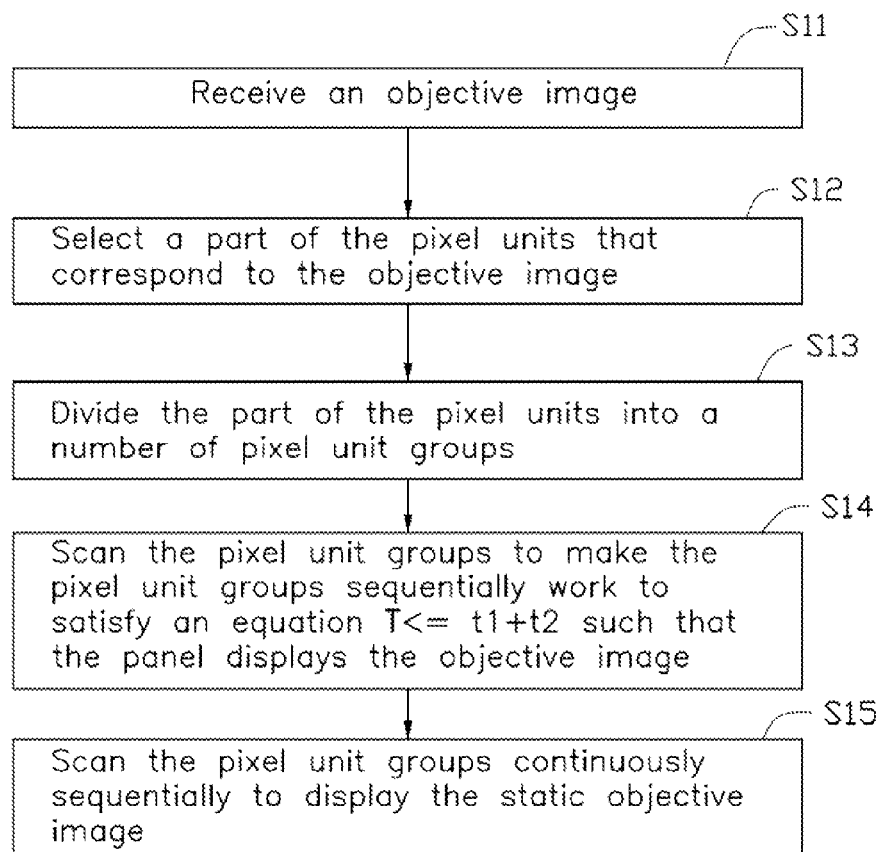 S11
Receive an objective image
S12
Select a part of the pixel units that
correspond to the objective image
S13
Divide the part of the pixel units into a
number of pixel unit groups
S14
Scan the pixel unit groups to make the
pixel unit groups sequentially work to
satisfy an equation T<= t1+t2 such that
the panel displays the objective image
S15
Scan the pixel unit groups continuously
sequentially to display the static objective
image